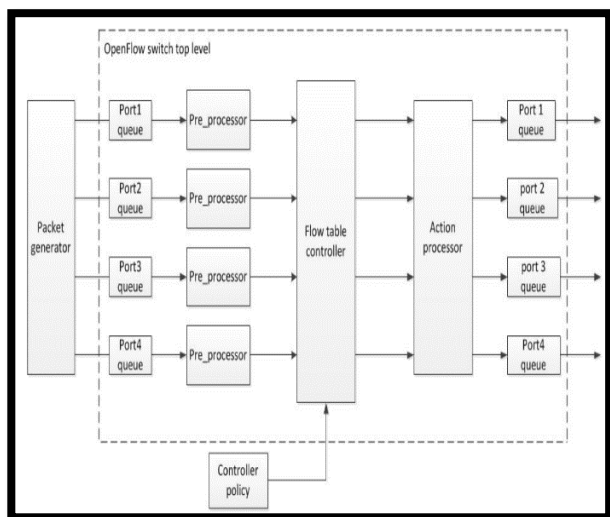 OpenFlow switch top level
Packet
generator
Port1
queue
Pre_processor
Port2
queue
Pre_processor
Port3
queue
Pre_processor
Port4
queue
Pre_processor
Flow table
controller
Action
processor
Port 1
queue
port 2
queue
port 3
queue
Port4
queue
Controller
policy